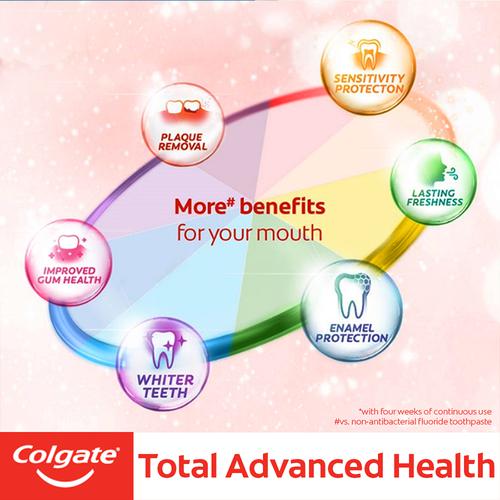 SENSITIVITY
PROTECTON
PLAQUE
REMOVAL
LASTING
FRESHNESS
More# benefits
for your mouth
IMPROVED
GUM HEALTH
ENAMEL
PROTECTION
WHITER
TEETH
*with four weeks of continuous use
#vs. non-antibacterial fluoride toothpaste
Colgate®
Total Advanced Health